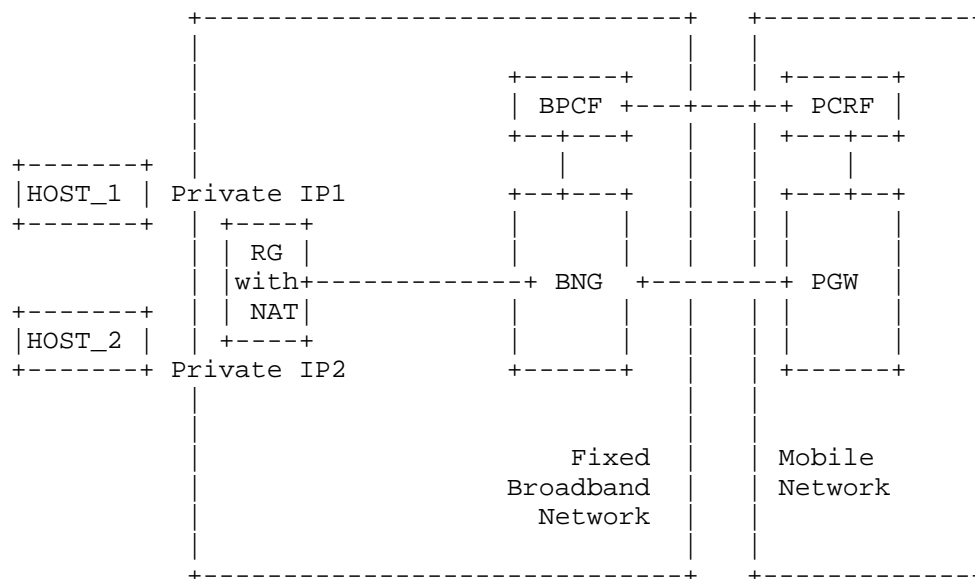 BPCF PCRF
HOST_1 Private IP1
RG
with BNG PGW
NAT
HOST_2
Private IP2
Fixed Mobile
Broadband Network
Network